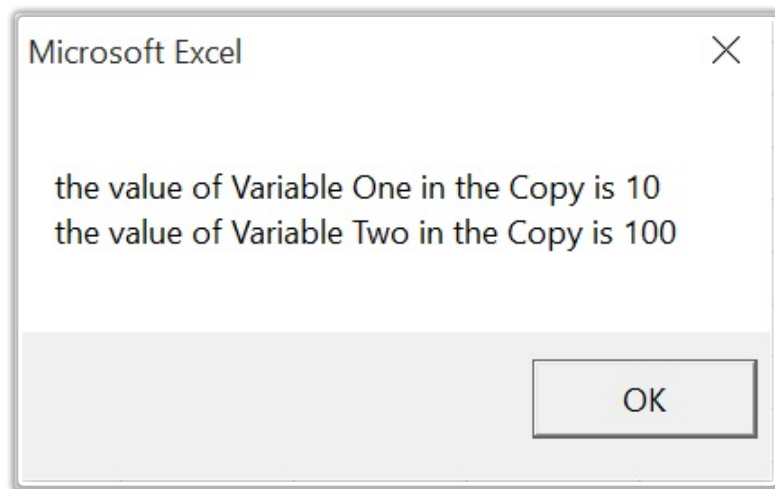 Microsoft Excel
the value of Variable One in the Copy is 10
the value of Variable Two in the Copy is 100
OK